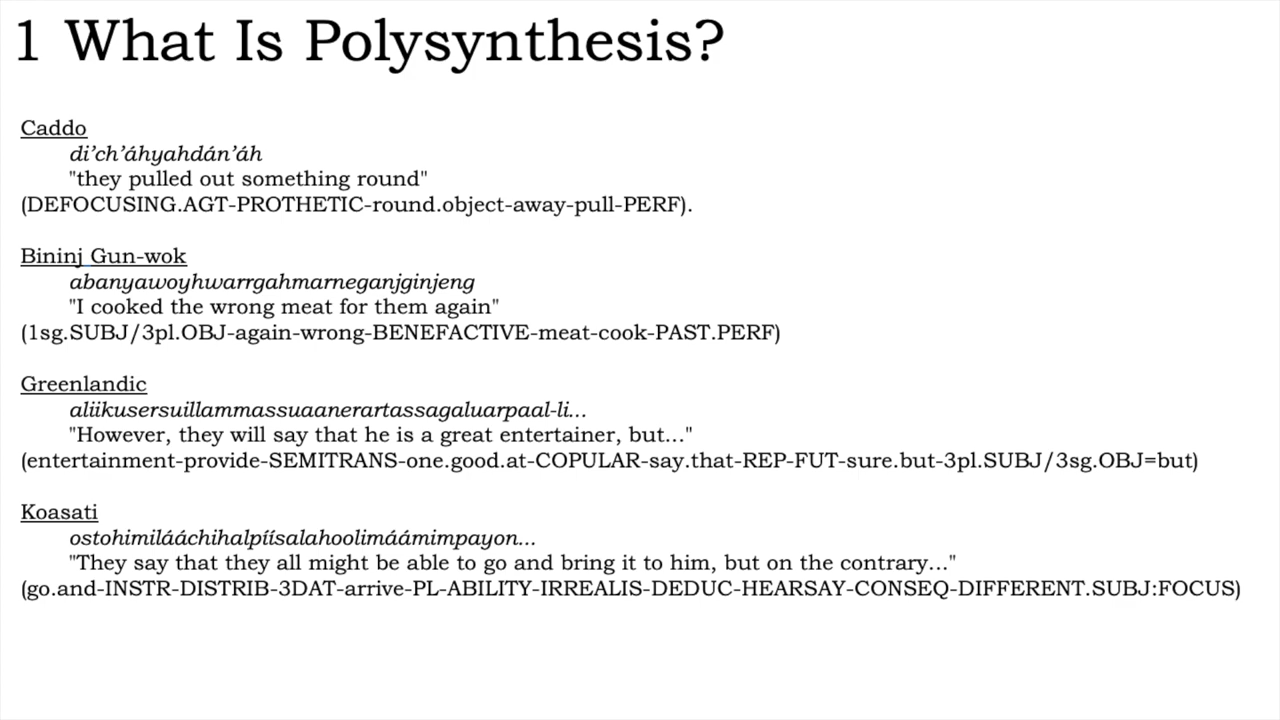 1 What Is Polysynthesis?
Caddo
di’ch’áhyahdán’áh
"they pulled out something round"
(DEFOCUSING.AGT-PROTHETIC-round.object-away-pull-PERF).
Bininj Gun-wok
abanyawoyhwarrgahmarneganjginjeng
"I cooked the wrong meat for them again"
(1sg.SUBJ/3pl.OBJ-again-wrong-BENEFACTIVE-meat-cook-PAST.PERF)
Greenlandic
aliikusersuillammassuaanerartassagaluarpaal-li...
"However, they will say that he is a great entertainer, but..."
(entertainment-provide-SEMITRANS-one.good.at-COPULAR-say.that-REP-FUT-sure.but-3pl.SUBJ/3sg.OBJ=but)
Koasati
ostohimilááchihalpíísalahoolimáámimpayon...
"They say that they all might be able to go and bring it to him, but on the contrary..."
(go.and-INSTR-DISTRIB-3DAT-arrive-PL-ABILITY-IRREALIS-DEDUC-HEARSAY-CONSEQ-DIFFERENT.SUBJ:FOCUS)